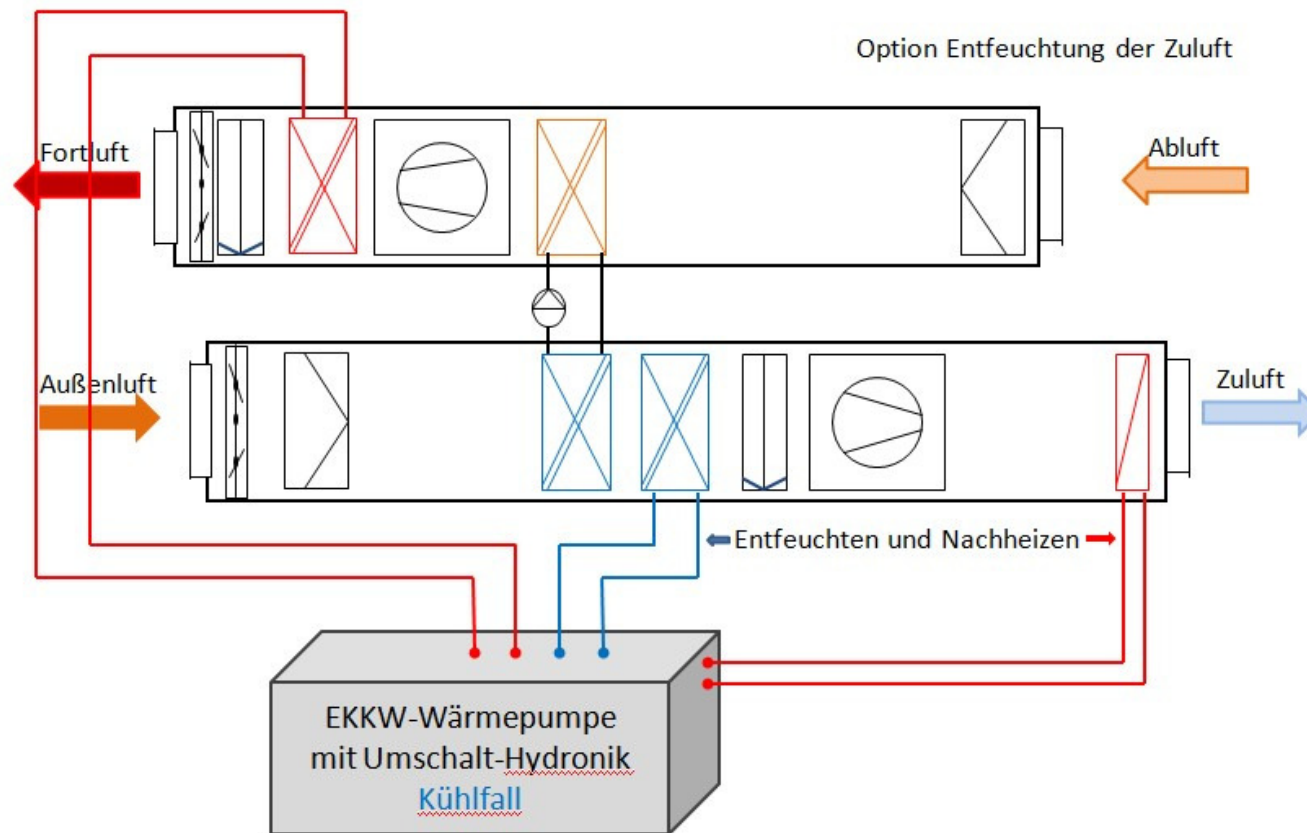 Option Entfeuchtung der Zuluft
Fortluft
Abluft
Außenluft
Zuluft
Entfeuchten und Nachheizen
EKKW-Wärmepumpe
mit Umschalt-Hydronik
Kühlfall